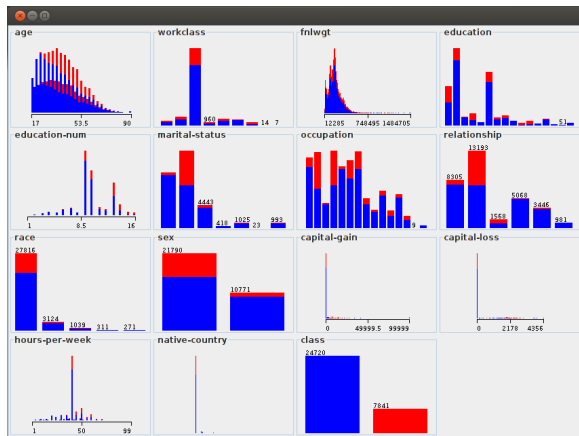 age
17 53.5 90
workclass
960
14 7
fnlwgt
12285 748495 1484705
education
51
education-num
1 8.5 16
marital-status
4443
418
1025
23
993
occupation
9
relationship
8305
13193
1568
5068
3446
981
race
27816
3124
1039
311
271
sex
21790
10771
capital-gain
0 49999.5 99999
capital-loss
0 2178 4356
hours-per-week
1 50 99
native-country
class
24720
7841